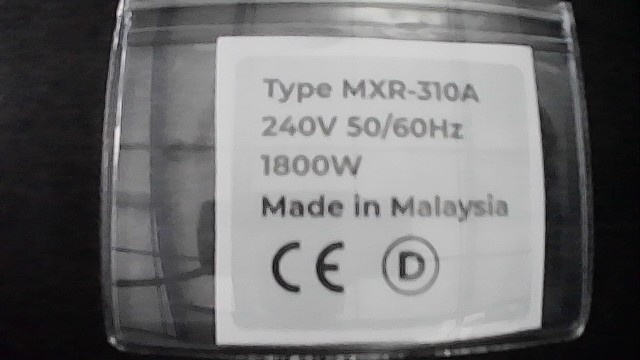 Type MXR-310A
240V 50/60Hz
1800W
Made in Malaysia
CE D